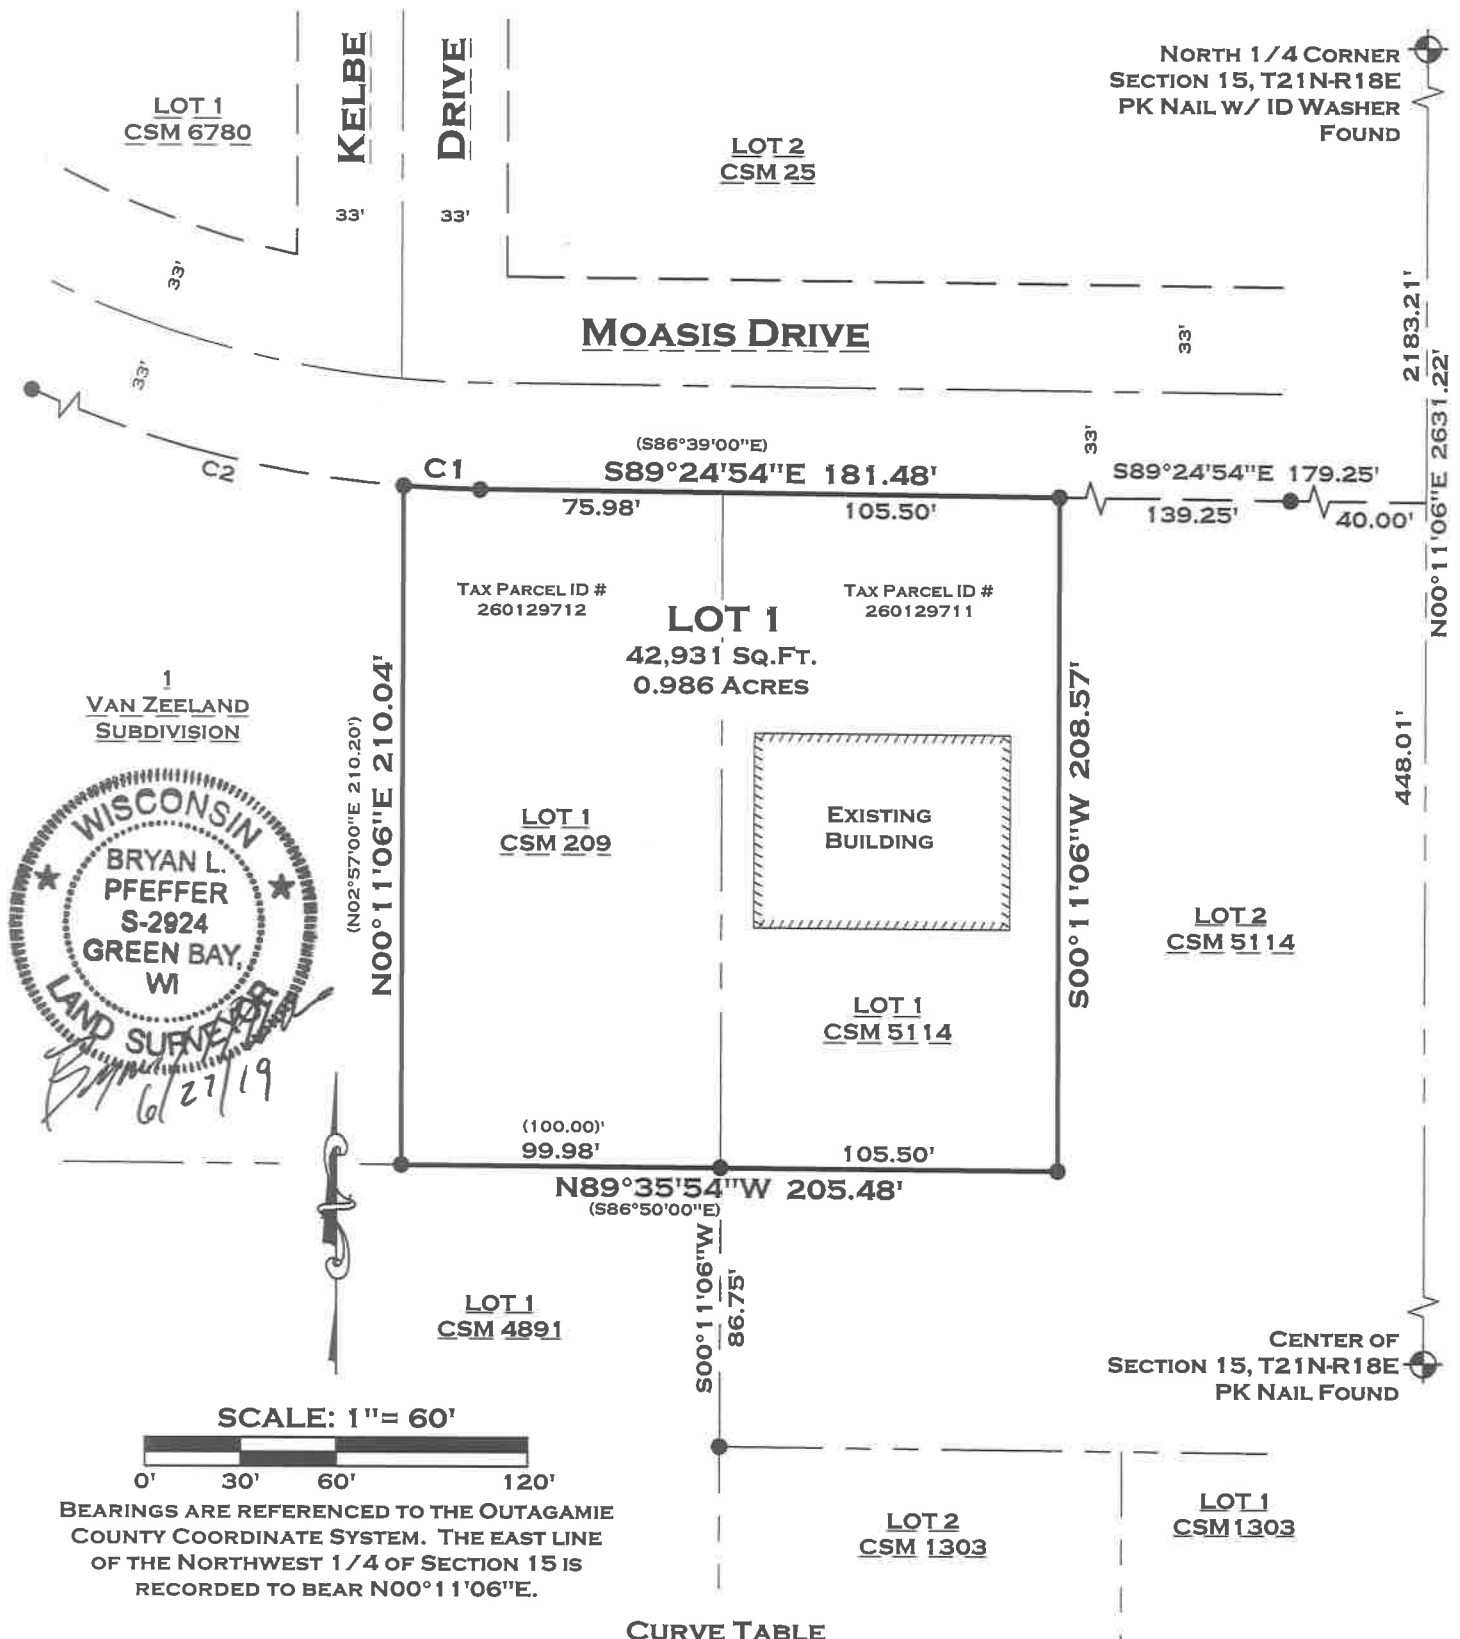 KELBE
DRIVE
33'
33'
LOT 1
CSM 6780
LOT 2
CSM 25
NORTH 1/4 CORNER
SECTION 15, T21N-R18E
PK NAIL W/ ID WASHER
FOUND
33'
33'
MOASIS DRIVE
33'
33'
2183.21'
N00°11'06"E 2631.22'
448.01'
C2
C1
(S86°39'00"E)
S89°24'54"E 181.48'
75.98'
105.50'
S89°24'54"E 179.25'
139.25'
40.00'
TAX PARCEL ID #
260129712
TAX PARCEL ID #
260129711
LOT 1
42,931 SQ.FT.
0.986 ACRES
1
VAN ZEELAND
SUBDIVISION
(N02°57'00"E 210.20')
N00°11'06"E 210.04'
S00°11'06"W 208.57'
LOT 1
CSM 209
EXISTING
BUILDING
LOT 1
CSM 5114
LOT 2
CSM 5114
WISCONSIN
BRYAN L.
PFEFFER
S-2924
GREEN BAY,
WI
LAND SURVEYOR
6/27/19
(100.00)'
99.98'
105.50'
N89°35'54"W 205.48'
(S86°50'00"E)
S00°11'06"W
86.75'
LOT 1
CSM 4891
CENTER OF
SECTION 15, T21N-R18E
PK NAIL FOUND
SCALE: 1"= 60'
0' 30' 60' 120'
BEARINGS ARE REFERENCED TO THE OUTAGAMIE
COUNTY COORDINATE SYSTEM. THE EAST LINE
OF THE NORTHWEST 1/4 OF SECTION 15 IS
RECORDED TO BEAR N00°11'06"E.
LOT 2
CSM 1303
LOT 1
CSM1303
CURVE TABLE